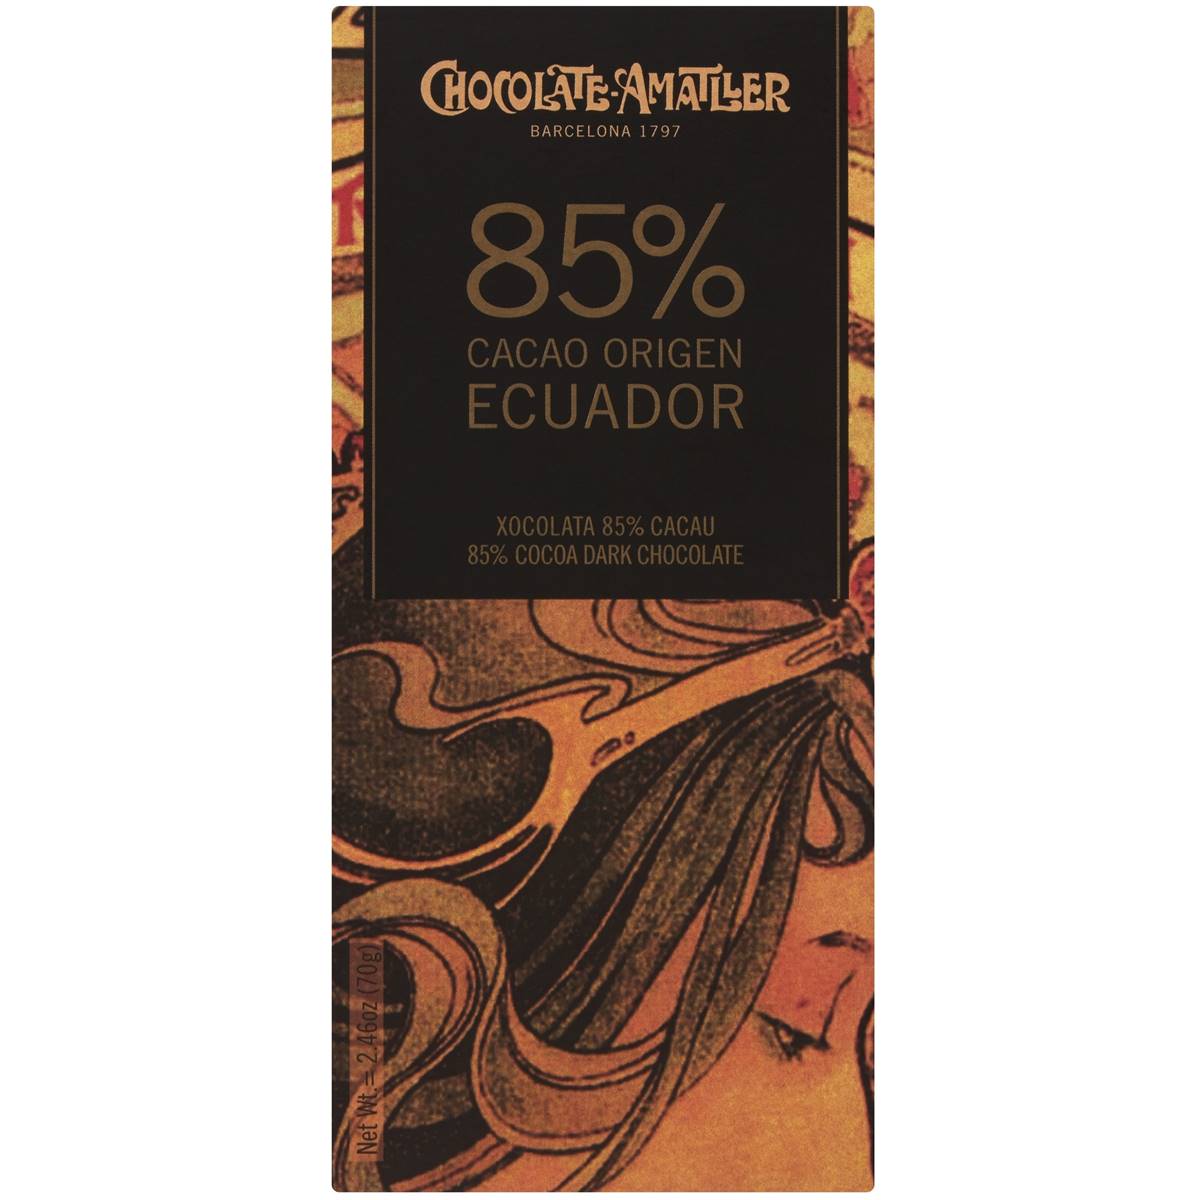 CHOCOLATE-AMATLLER
BARCELONA 1797
85%
CACAO ORIGEN
ECUADOR
XOCOLATA 85% CACAU
85% COCOA DARK CHOCOLATE
Net Wt.= 2.46oz (70g)